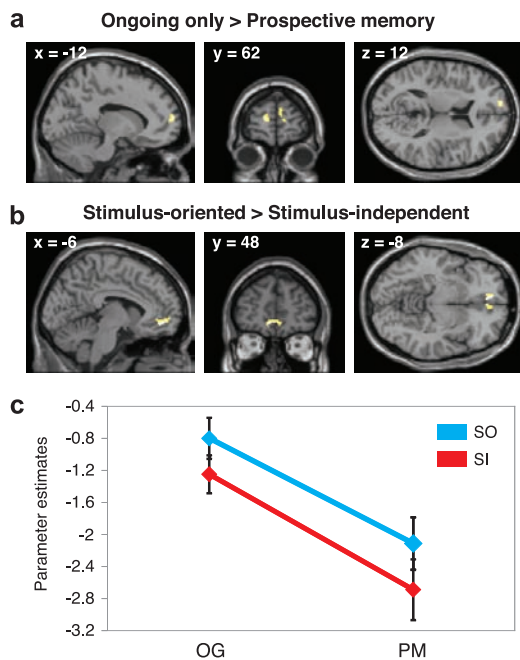 a
Ongoing only > Prospective memory
x = -12
y = 62
z = 12
b
Stimulus-oriented > Stimulus-independent
x = -6
y = 48
z = -8
c
-0.4
-0.8
-1.2
-1.6
-2
-2.4
-2.8
-3.2
Parameter estimates
SO
SI
OG
PM